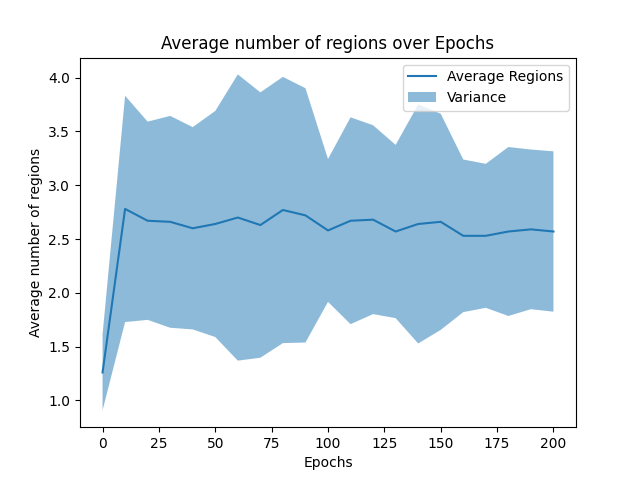 Average number of regions over Epochs
Average Regions
Variance
Average number of regions
4.0
3.5
3.0
2.5
2.0
1.5
1.0
0 25 50 75 100 125 150 175 200
Epochs